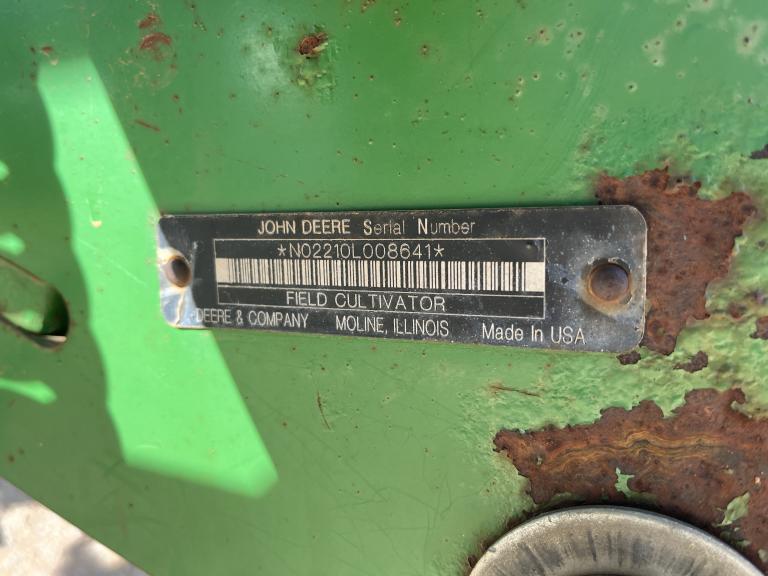 JOHN DEERE Serial Number
*N02210L008641*
FIELD CULTIVATOR
DEERE & COMPANY MOLINE, ILLINOIS Made In USA